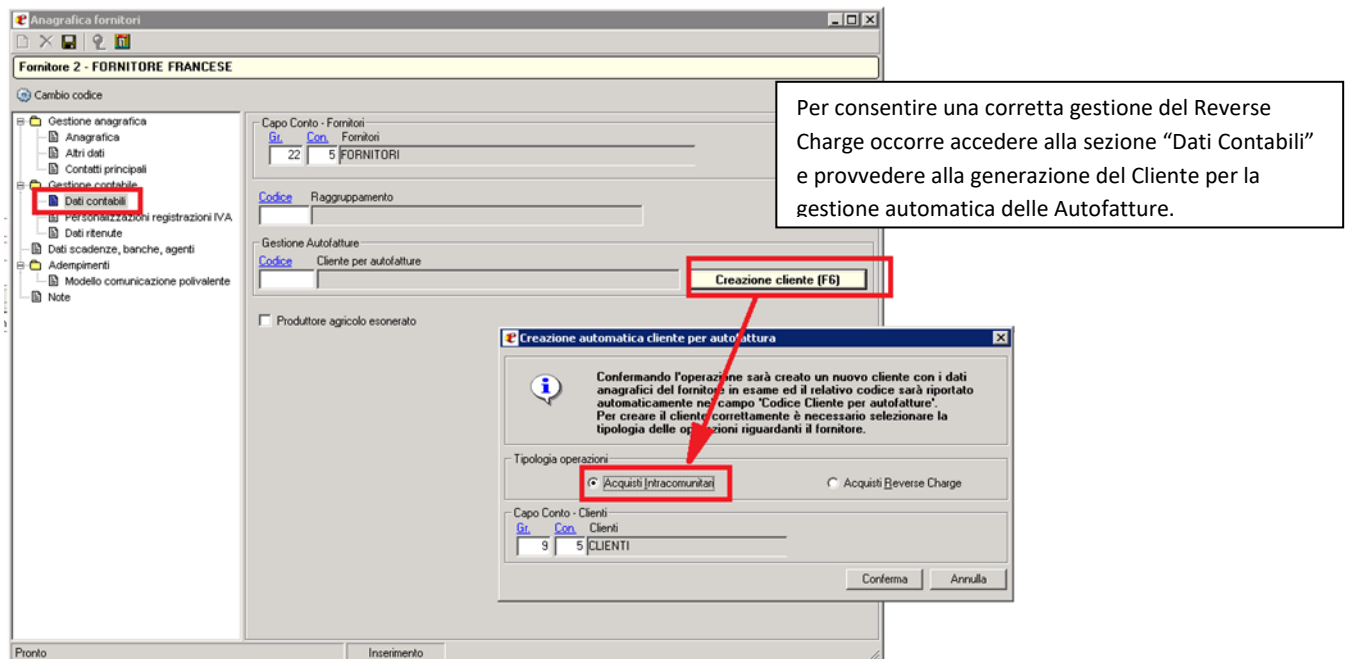 Anagrafica fornitori
Fornitore 2 - FORNITORE FRANCESE
Cambio codice
Gestione anagrafica
Anagrafica
Altri dati
Contatti principali
Gestione contabile
Dati contabili
Personalizzazioni registrazioni IVA
Dati ritenute
Dati scadenze, banche, agenti
Adempimenti
Modello comunicazione polivalente
Note
Capo Conto - Fornitori
Gr. Con. Fornitori
22 5 FORNITORI
Codice Raggruppamento
Gestione Autofatture
Codice Cliente per autofatture
Creazione cliente (F6)
Produttore agricolo esonerato
Per consentire una corretta gestione del Reverse
Charge occorre accedere alla sezione “Dati Contabili”
e provvedere alla generazione del Cliente per la
gestione automatica delle Autofatture.
Creazione automatica cliente per autofattura
Confermando l'operazione sarà creato un nuovo cliente con i dati
anagrafici del fornitore in esame ed il relativo codice sarà riportato
automaticamente nel campo 'Codice Cliente per autofatture'.
Per creare il cliente correttamente è necessario selezionare la
tipologia delle operazioni riguardanti il fornitore.
Tipologia operazioni
Acquisti Intracomunitari
Acquisti Reverse Charge
Capo Conto - Clienti
Gr. Con. Clienti
9 5 CLIENTI
Conferma Annulla
Pronto Inserimento